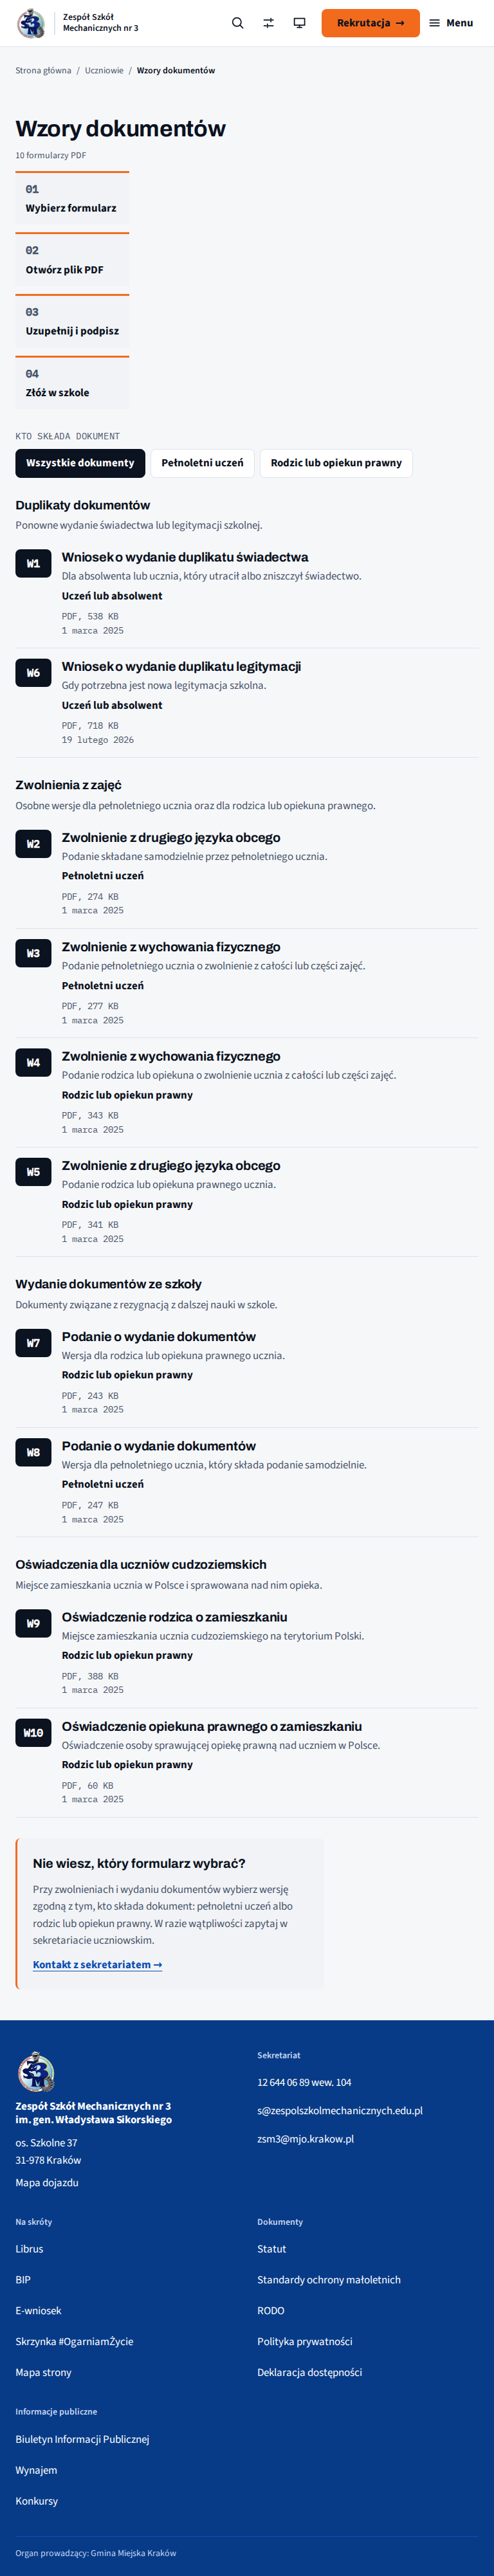 Zespół Szkół
Mechanicznych nr 3
Rekrutacja →
Menu
Strona główna / Uczniowie / Wzory dokumentów
Wzory dokumentów
10 formularzy PDF
01
Wybierz formularz
02
Otwórz plik PDF
03
Uzupełnij i podpisz
04
Złóż w szkole
KTO SKŁADA DOKUMENT
Wszystkie dokumenty
Pełnoletni uczeń
Rodzic lub opiekun prawny
Duplikaty dokumentów
Ponowne wydanie świadectwa lub legitymacji szkolnej.
W1
Wniosek o wydanie duplikatu świadectwa
Dla absolwenta lub ucznia, który utracił albo zniszczył świadectwo.
Uczeń lub absolwent
PDF, 538 KB
1 marca 2025
W6
Wniosek o wydanie duplikatu legitymacji
Gdy potrzebna jest nowa legitymacja szkolna.
Uczeń lub absolwent
PDF, 718 KB
19 lutego 2026
Zwolnienia z zajęć
Osobne wersje dla pełnoletniego ucznia oraz dla rodzica lub opiekuna prawnego.
W2
Zwolnienie z drugiego języka obcego
Podanie składane samodzielnie przez pełnoletniego ucznia.
Pełnoletni uczeń
PDF, 274 KB
1 marca 2025
W3
Zwolnienie z wychowania fizycznego
Podanie pełnoletniego ucznia o zwolnienie z całości lub części zajęć.
Pełnoletni uczeń
PDF, 277 KB
1 marca 2025
W4
Zwolnienie z wychowania fizycznego
Podanie rodzica lub opiekuna o zwolnienie ucznia z całości lub części zajęć.
Rodzic lub opiekun prawny
PDF, 343 KB
1 marca 2025
W5
Zwolnienie z drugiego języka obcego
Podanie rodzica lub opiekuna prawnego ucznia.
Rodzic lub opiekun prawny
PDF, 341 KB
1 marca 2025
Wydanie dokumentów ze szkoły
Dokumenty związane z rezygnacją z dalszej nauki w szkole.
W7
Podanie o wydanie dokumentów
Wersja dla rodzica lub opiekuna prawnego ucznia.
Rodzic lub opiekun prawny
PDF, 243 KB
1 marca 2025
W8
Podanie o wydanie dokumentów
Wersja dla pełnoletniego ucznia, który składa podanie samodzielnie.
Pełnoletni uczeń
PDF, 247 KB
1 marca 2025
Oświadczenia dla uczniów cudzoziemskich
Miejsce zamieszkania ucznia w Polsce i sprawowana nad nim opieka.
W9
Oświadczenie rodzica o zamieszkaniu
Miejsce zamieszkania ucznia cudzoziemskiego na terytorium Polski.
Rodzic lub opiekun prawny
PDF, 388 KB
1 marca 2025
W10
Oświadczenie opiekuna prawnego o zamieszkaniu
Oświadczenie osoby sprawującej opiekę prawną nad uczniem w Polsce.
Rodzic lub opiekun prawny
PDF, 60 KB
1 marca 2025
Nie wiesz, który formularz wybrać?
Przy zwolnieniach i wydaniu dokumentów wybierz wersję
zgodną z tym, kto składa dokument: pełnoletni uczeń albo
rodzic lub opiekun prawny. W razie wątpliwości zapytaj w
sekretariacie uczniowskim.
Kontakt z sekretariatem →
Zespół Szkół Mechanicznych nr 3
im. gen. Władysława Sikorskiego
os. Szkolne 37
31-978 Kraków
Mapa dojazdu
Sekretariat
12 644 06 89 wew. 104
s@zespolszkolmechanicznych.edu.pl
zsm3@mjo.krakow.pl
Na skróty
Librus
BIP
E-wniosek
Skrzynka #OgarniamŻycie
Mapa strony
Dokumenty
Statut
Standardy ochrony małoletnich
RODO
Polityka prywatności
Deklaracja dostępności
Informacje publiczne
Biuletyn Informacji Publicznej
Wynajem
Konkursy
Organ prowadzący: Gmina Miejska Kraków